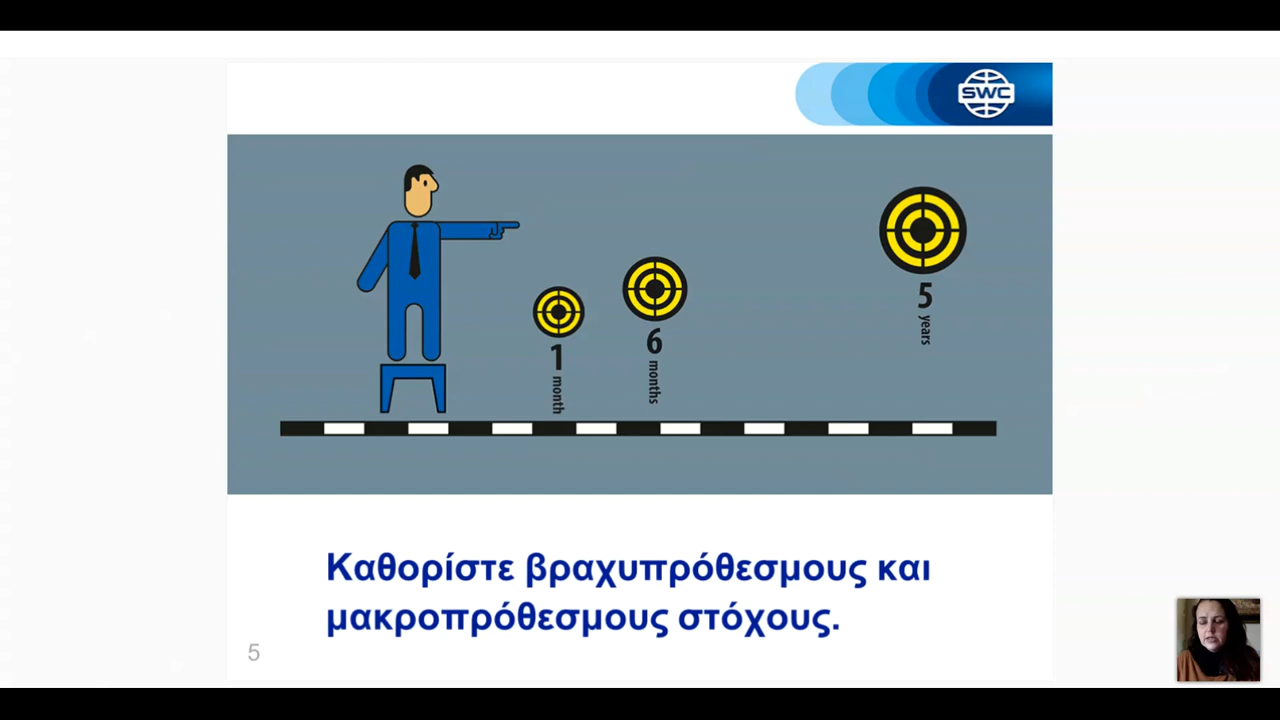 SWC
1
month
6
months
5
years
Καθορίστε βραχυπρόθεσμους και
μακροπρόθεσμους στόχους.
5